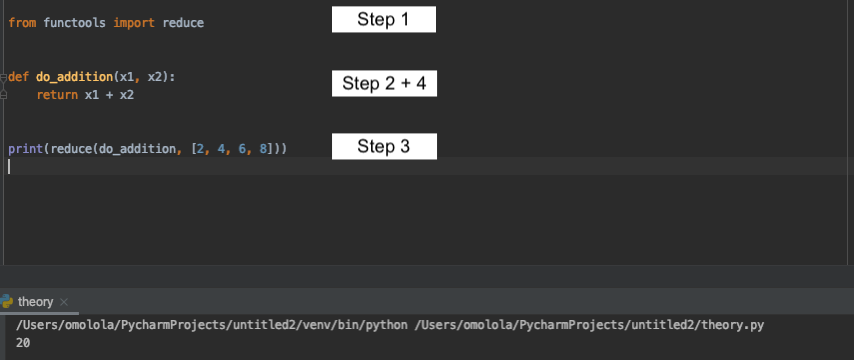 from functools import reduce
Step 1
def do_addition(x1, x2):
Step 2 + 4
    return x1 + x2
print(reduce(do_addition, [2, 4, 6, 8]))
Step 3
theory
/Users/omolola/PycharmProjects/untitled2/venv/bin/python /Users/omolola/PycharmProjects/untitled2/theory.py
20